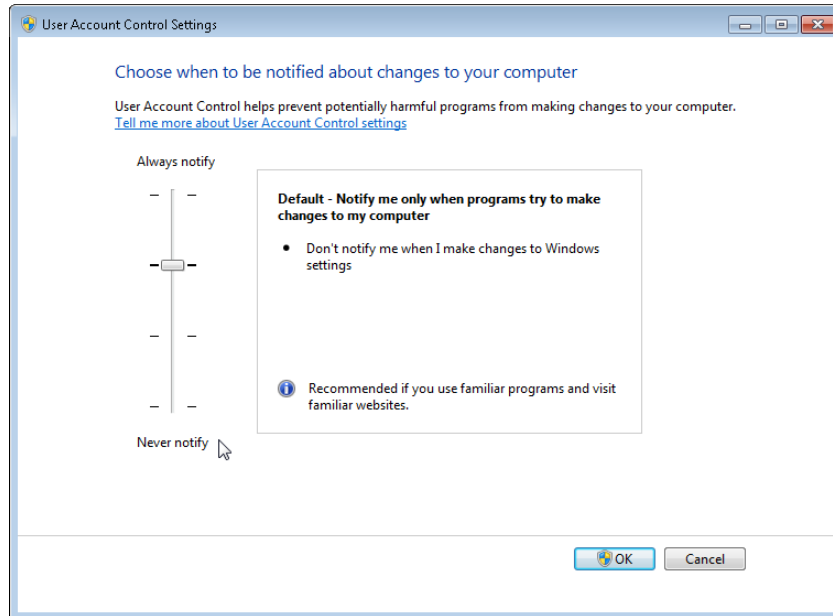 User Account Control Settings
Choose when to be notified about changes to your computer
User Account Control helps prevent potentially harmful programs from making changes to your computer.
Tell me more about User Account Control settings
Always notify
Default - Notify me only when programs try to make
changes to my computer
Don't notify me when I make changes to Windows
settings
Recommended if you use familiar programs and visit
familiar websites.
Never notify
OK
Cancel